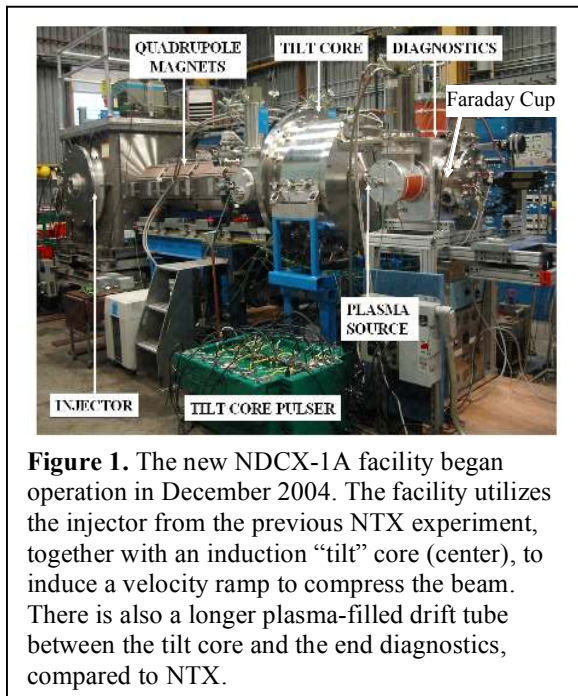 QUADRUPOLE
MAGNETS
TILT CORE
DIAGNOSTICS
Faraday Cup
PLASMA
SOURCE
INJECTOR
TILT CORE PULSER
Figure 1. The new NDCX-1A facility began
operation in December 2004. The facility utilizes
the injector from the previous NTX experiment,
together with an induction “tilt” core (center), to
induce a velocity ramp to compress the beam.
There is also a longer plasma-filled drift tube
between the tilt core and the end diagnostics,
compared to NTX.